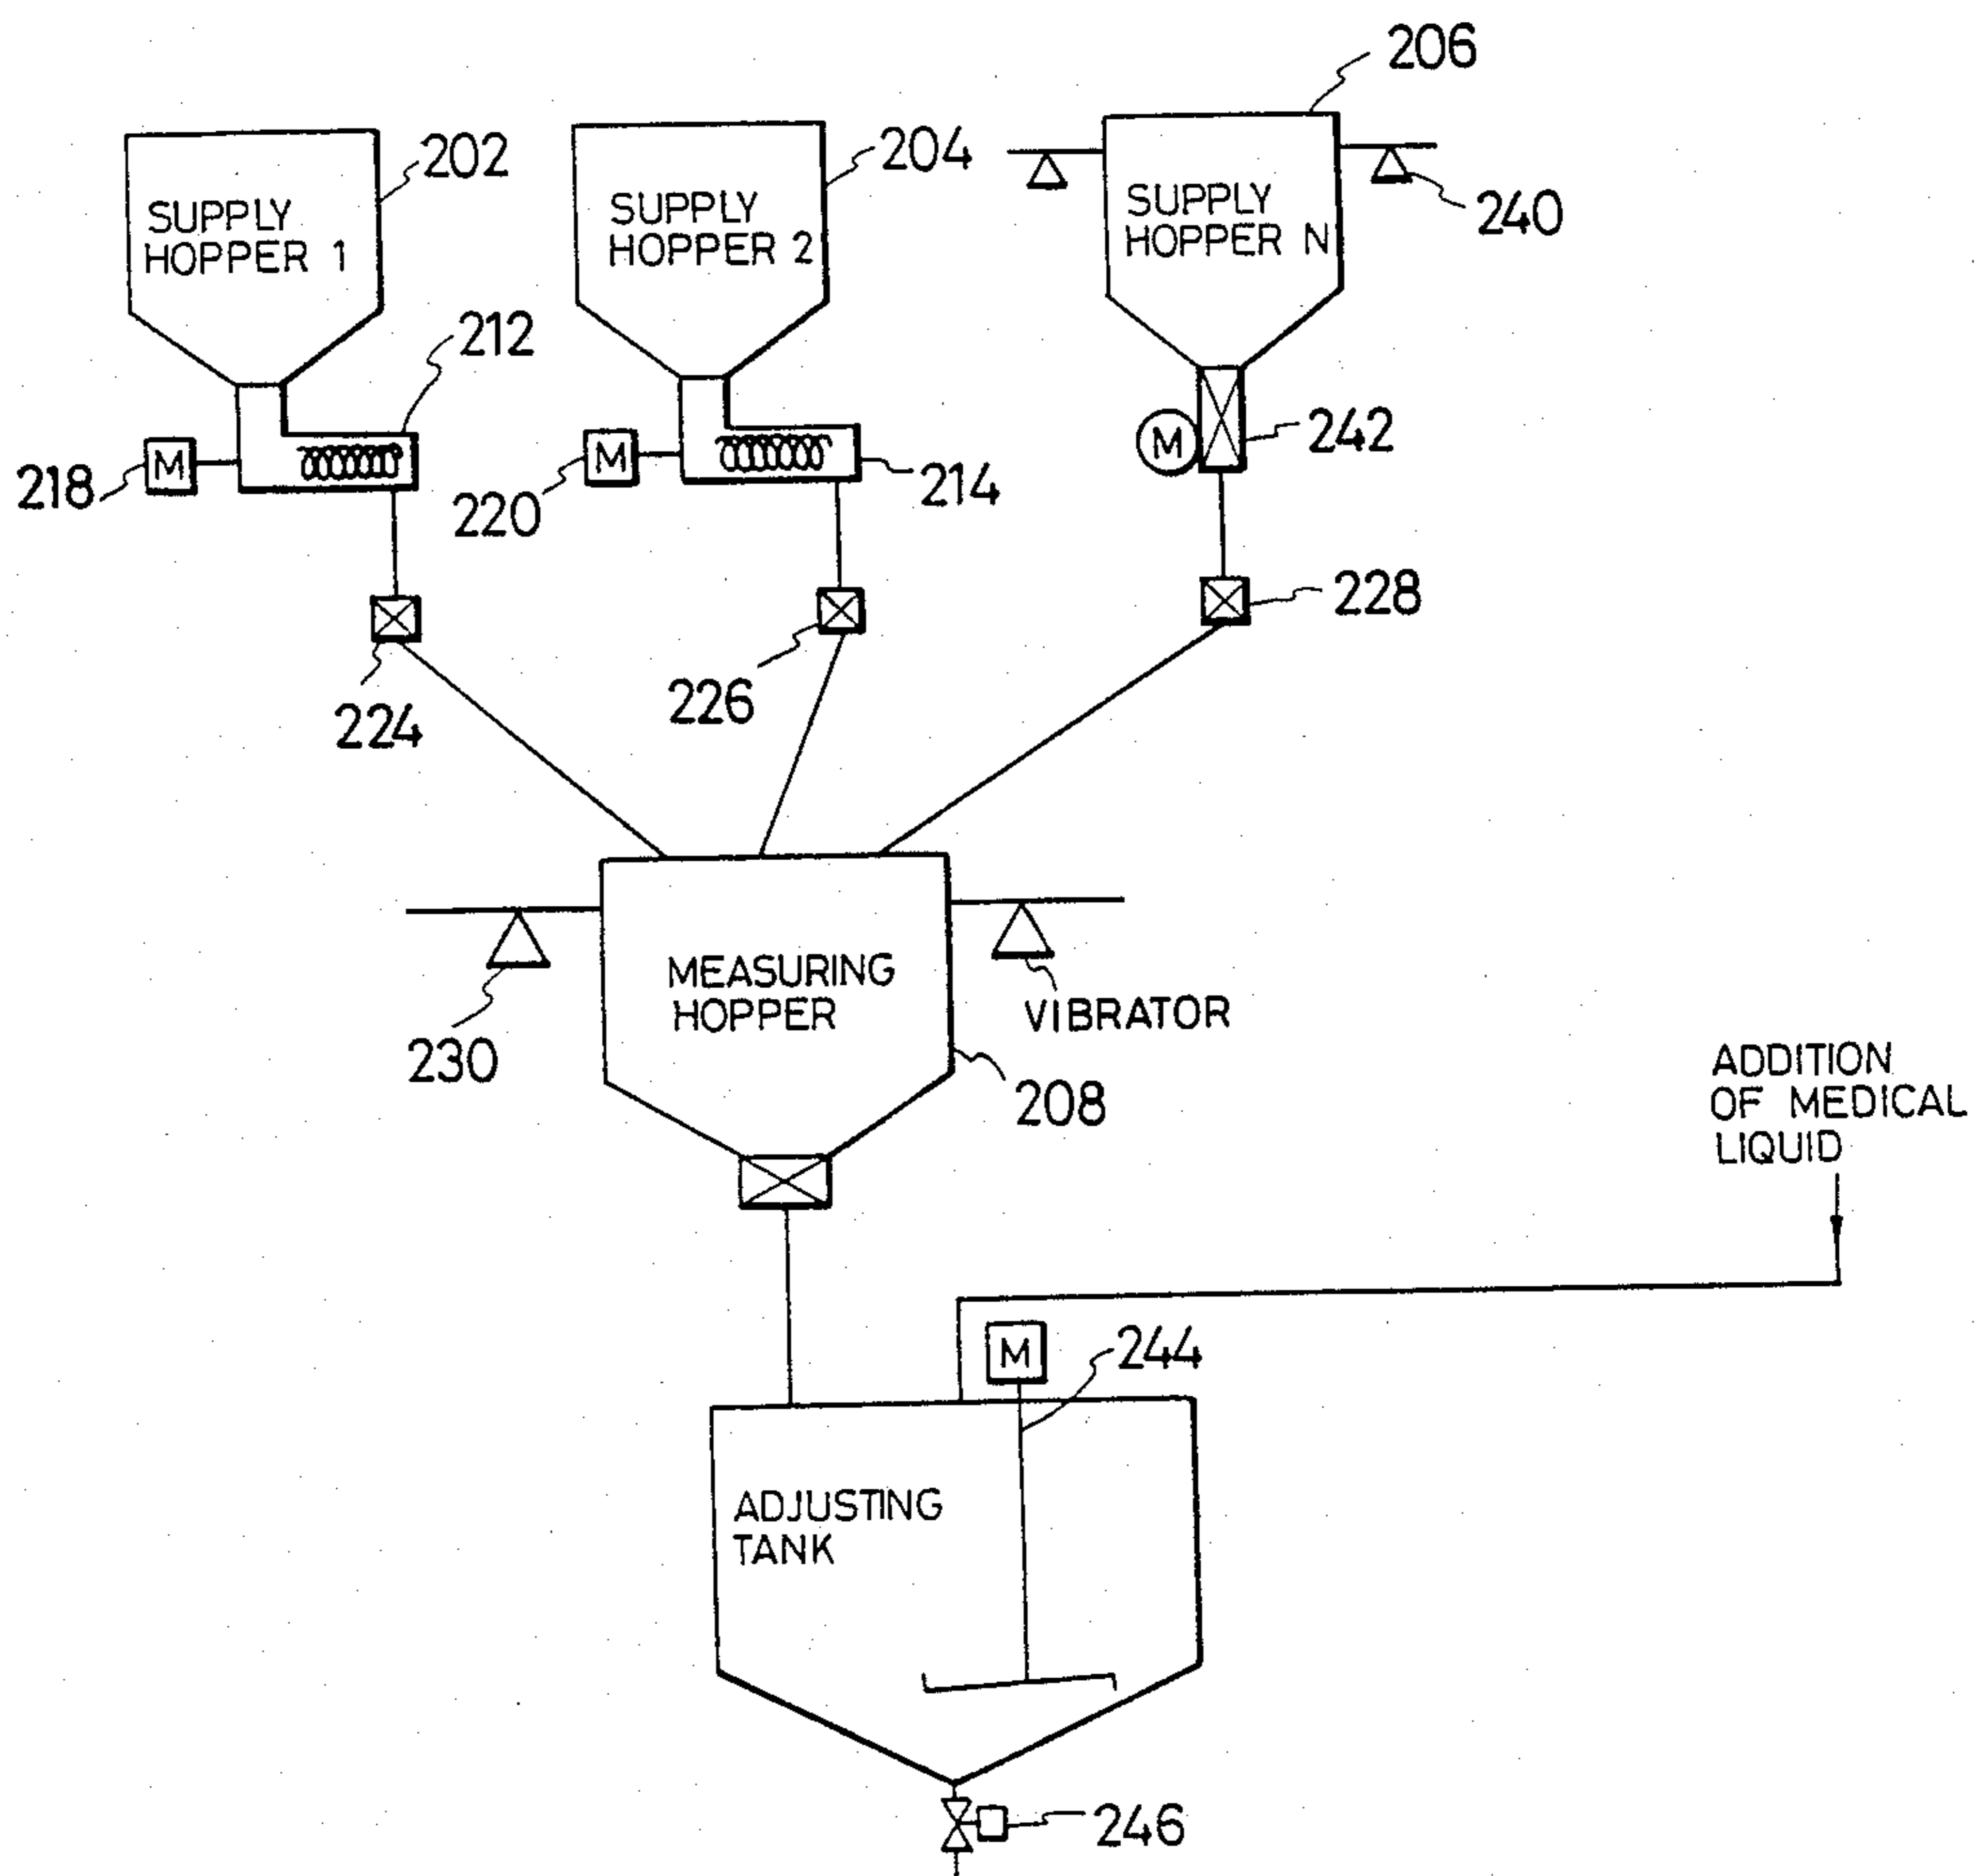 206
202
204
SUPPLY
HOPPER 1
SUPPLY
HOPPER 2
SUPPLY
HOPPER N
240
212
M
218
M
220
214
M
242
224
226
228
MEASURING
HOPPER
230
VIBRATOR
208
ADDITION
OF MEDICAL
LIQUID
M
244
ADJUSTING
TANK
246